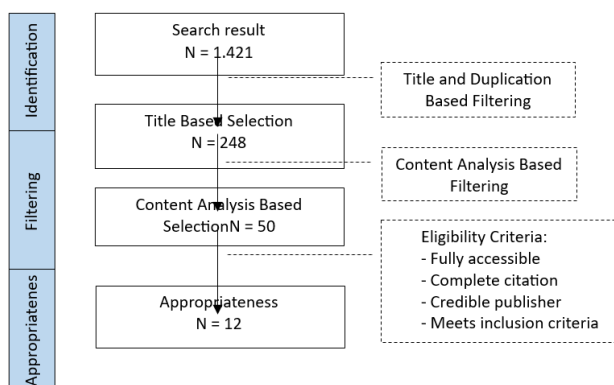 Identification
Search result
N = 1.421
Title and Duplication
Based Filtering
Title Based Selection
N = 248
Filtering
Content Analysis Based
Filtering
Content Analysis Based
SelectionN = 50
Eligibility Criteria:
- Fully accessible
- Complete citation
- Credible publisher
- Meets inclusion criteria
Appropriatenes
Appropriateness
N = 12